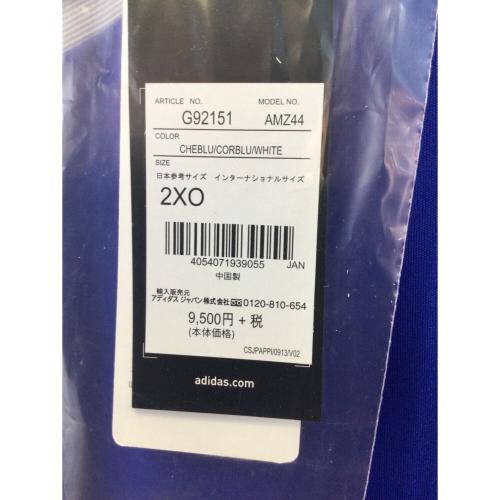 ARTICLE NO. MODEL NO.
G92151 AMZ44
COLOR
CHEBLU/CORBLU/WHITE
SIZE
日本参考サイズ インターナショナルサイズ
2XO
4054071939055 JAN
中国製
輸入販売元
アディダス ジャパン株式会社 0120-810-654
9,500円 + 税
(本体価格)
CSJPAPPI/0913/V02
adidas.com